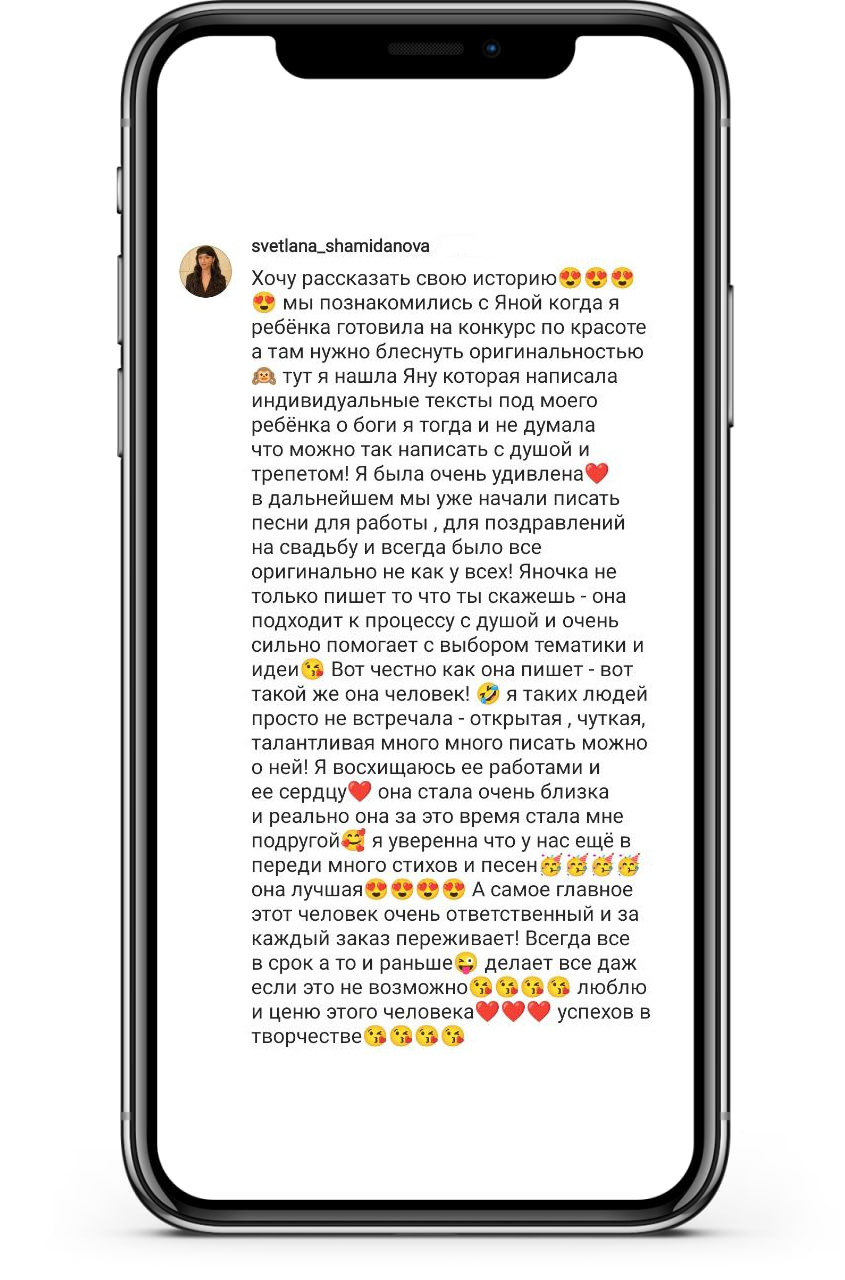 svetlana_shamidanova
Хочу рассказать свою историю😍😍😍
😍 мы познакомились с Яной когда я
ребёнка готовила на конкурс по красоте
а там нужно блеснуть оригинальностью
🙉 тут я нашла Яну которая написала
индивидуальные тексты под моего
ребёнка о боги я тогда и не думала
что можно так написать с душой и
трепетом! Я была очень удивлена❤️
в дальнейшем мы уже начали писать
песни для работы , для поздравлений
на свадьбу и всегда было все
оригинально не как у всех! Яночка не
только пишет то что ты скажешь - она
подходит к процессу с душой и очень
сильно помогает с выбором тематики и
идеи😘 Вот честно как она пишет - вот
такой же она человек! 🤣 я таких людей
просто не встречала - открытая , чуткая,
талантливая много много писать можно
о ней! Я восхищаюсь ее работами и
ее сердцу❤️ она стала очень близка
и реально она за это время стала мне
подругой🥰 я уверенна что у нас ещё в
переди много стихов и песен🥳🥳🥳🥳
она лучшая😍😍😍😍 А самое главное
этот человек очень ответственный и за
каждый заказ переживает! Всегда все
в срок а то и раньше😜 делает все даж
если это не возможно😘😘😘😘 люблю
и ценю этого человека❤️❤️❤️ успехов в
творчестве😘😘😘😘